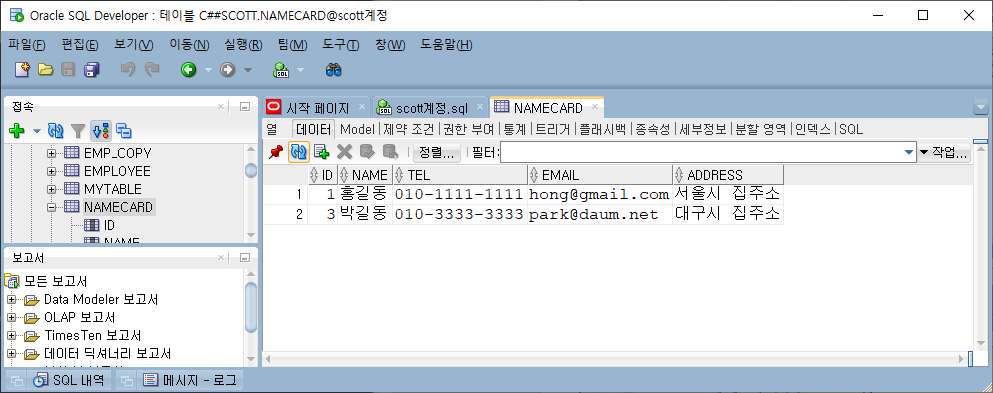 Oracle SQL Developer : 테이블 C##SCOTT.NAMECARD@scott계정
파일(F) 편집(E) 보기(V) 이동(N) 실행(R) 팀(M) 도구(T) 창(W) 도움말(H)
접속
EMP_COPY
EMPLOYEE
MYTABLE
NAMECARD
ID
NAME
보고서
모든 보고서
Data Modeler 보고서
OLAP 보고서
TimesTen 보고서
데이터 딕셔너리 보고서
시작 페이지 scott계정.sql NAMECARD
열 데이터 Model 제약 조건 권한 부여 통계 트리거 플래시백 종속성 세부정보 분할 영역 인덱스 SQL
정렬... 필터: 작업...
ID NAME TEL EMAIL ADDRESS
1 1 홍길동 010-1111-1111 hong@gmail.com 서울시 집주소
2 3 박길동 010-3333-3333 park@daum.net 대구시 집주소
SQL 내역 메시지 - 로그